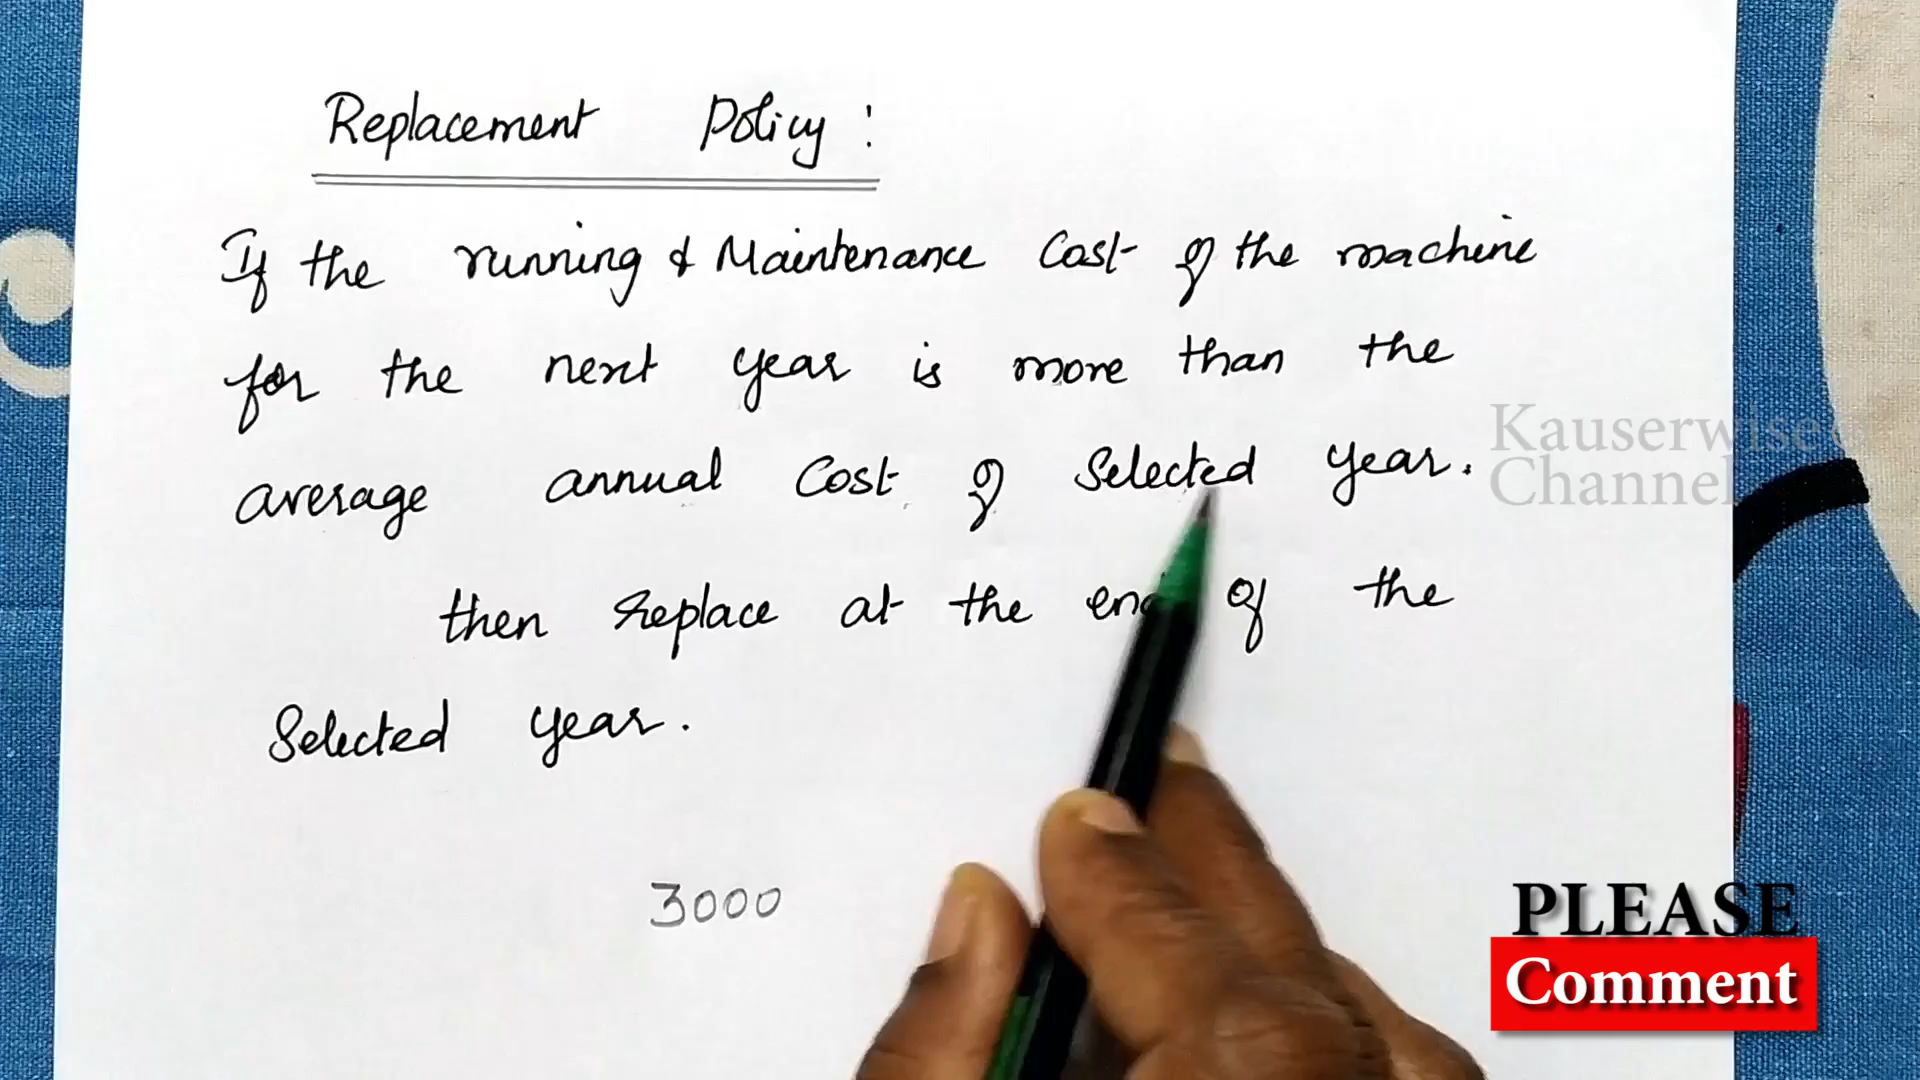 Replacement Policy:
If the running & Maintenance Cost of the machine
for the next year is more than the
average annual Cost of Selected year.
then replace at the end of the
Selected year.
3000
Kauserwise
Channel
PLEASE
Comment